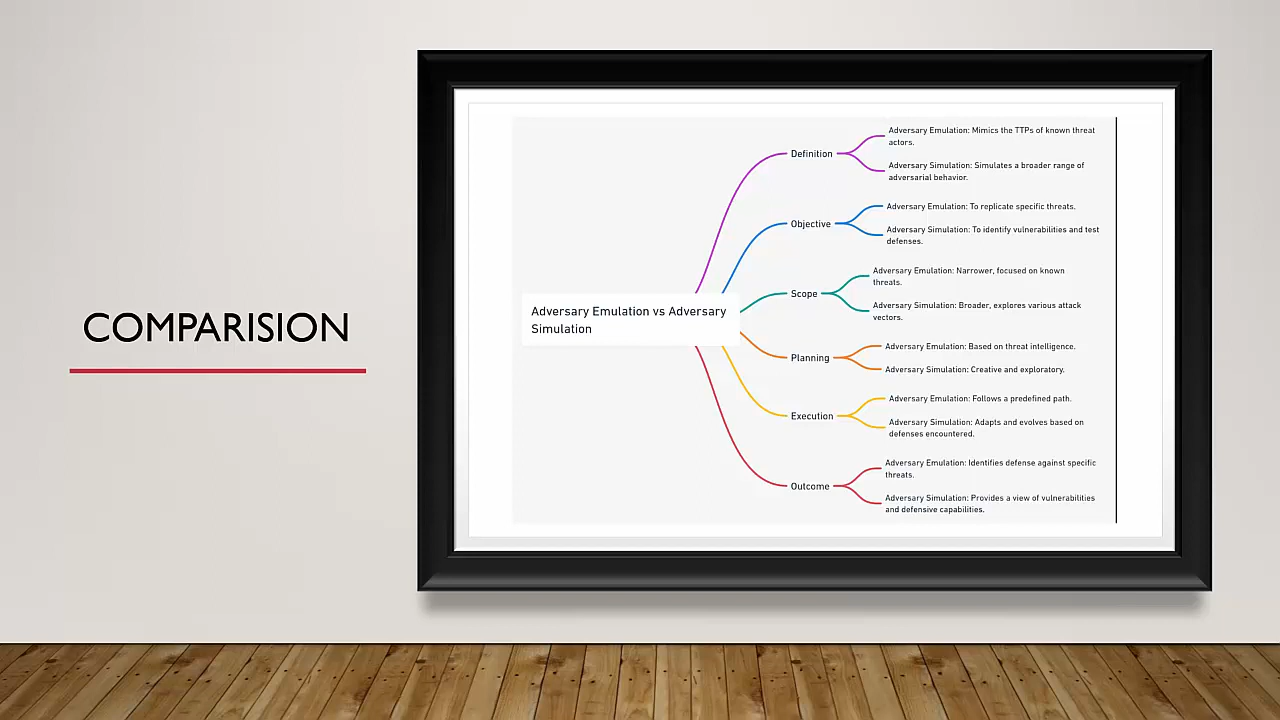 COMPARISION
Adversary Emulation vs Adversary
Simulation
Definition
Adversary Emulation: Mimics the TTPs of known threat
actors.
Adversary Simulation: Simulates a broader range of
adversarial behavior.
Objective
Adversary Emulation: To replicate specific threats.
Adversary Simulation: To identify vulnerabilities and test
defenses.
Scope
Adversary Emulation: Narrower, focused on known
threats.
Adversary Simulation: Broader, explores various attack
vectors.
Planning
Adversary Emulation: Based on threat intelligence.
Adversary Simulation: Creative and exploratory.
Execution
Adversary Emulation: Follows a predefined path.
Adversary Simulation: Adapts and evolves based on
defenses encountered.
Outcome
Adversary Emulation: Identifies defense against specific
threats.
Adversary Simulation: Provides a view of vulnerabilities
and defensive capabilities.